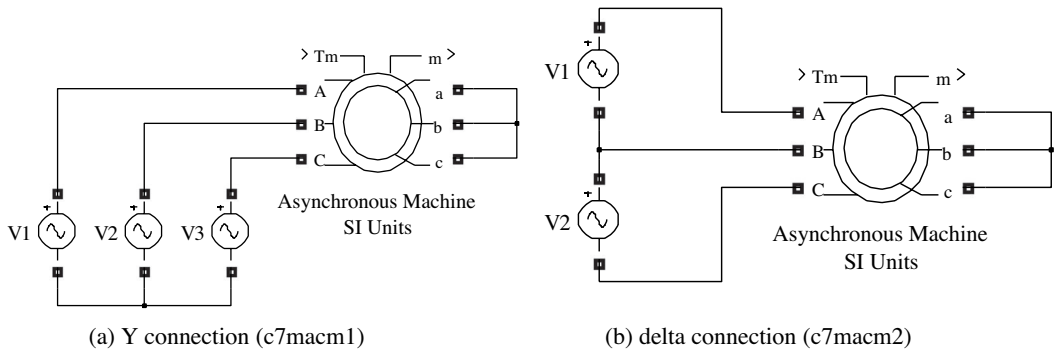 > Tm
m >
A
a
B
b
C
c
+
+
+
V1
V2
V3
Asynchronous Machine
SI Units
(a) Y connection (c7macm1)
+
V1
> Tm
m >
A
a
B
b
C
c
+
V2
Asynchronous Machine
SI Units
(b) delta connection (c7macm2)